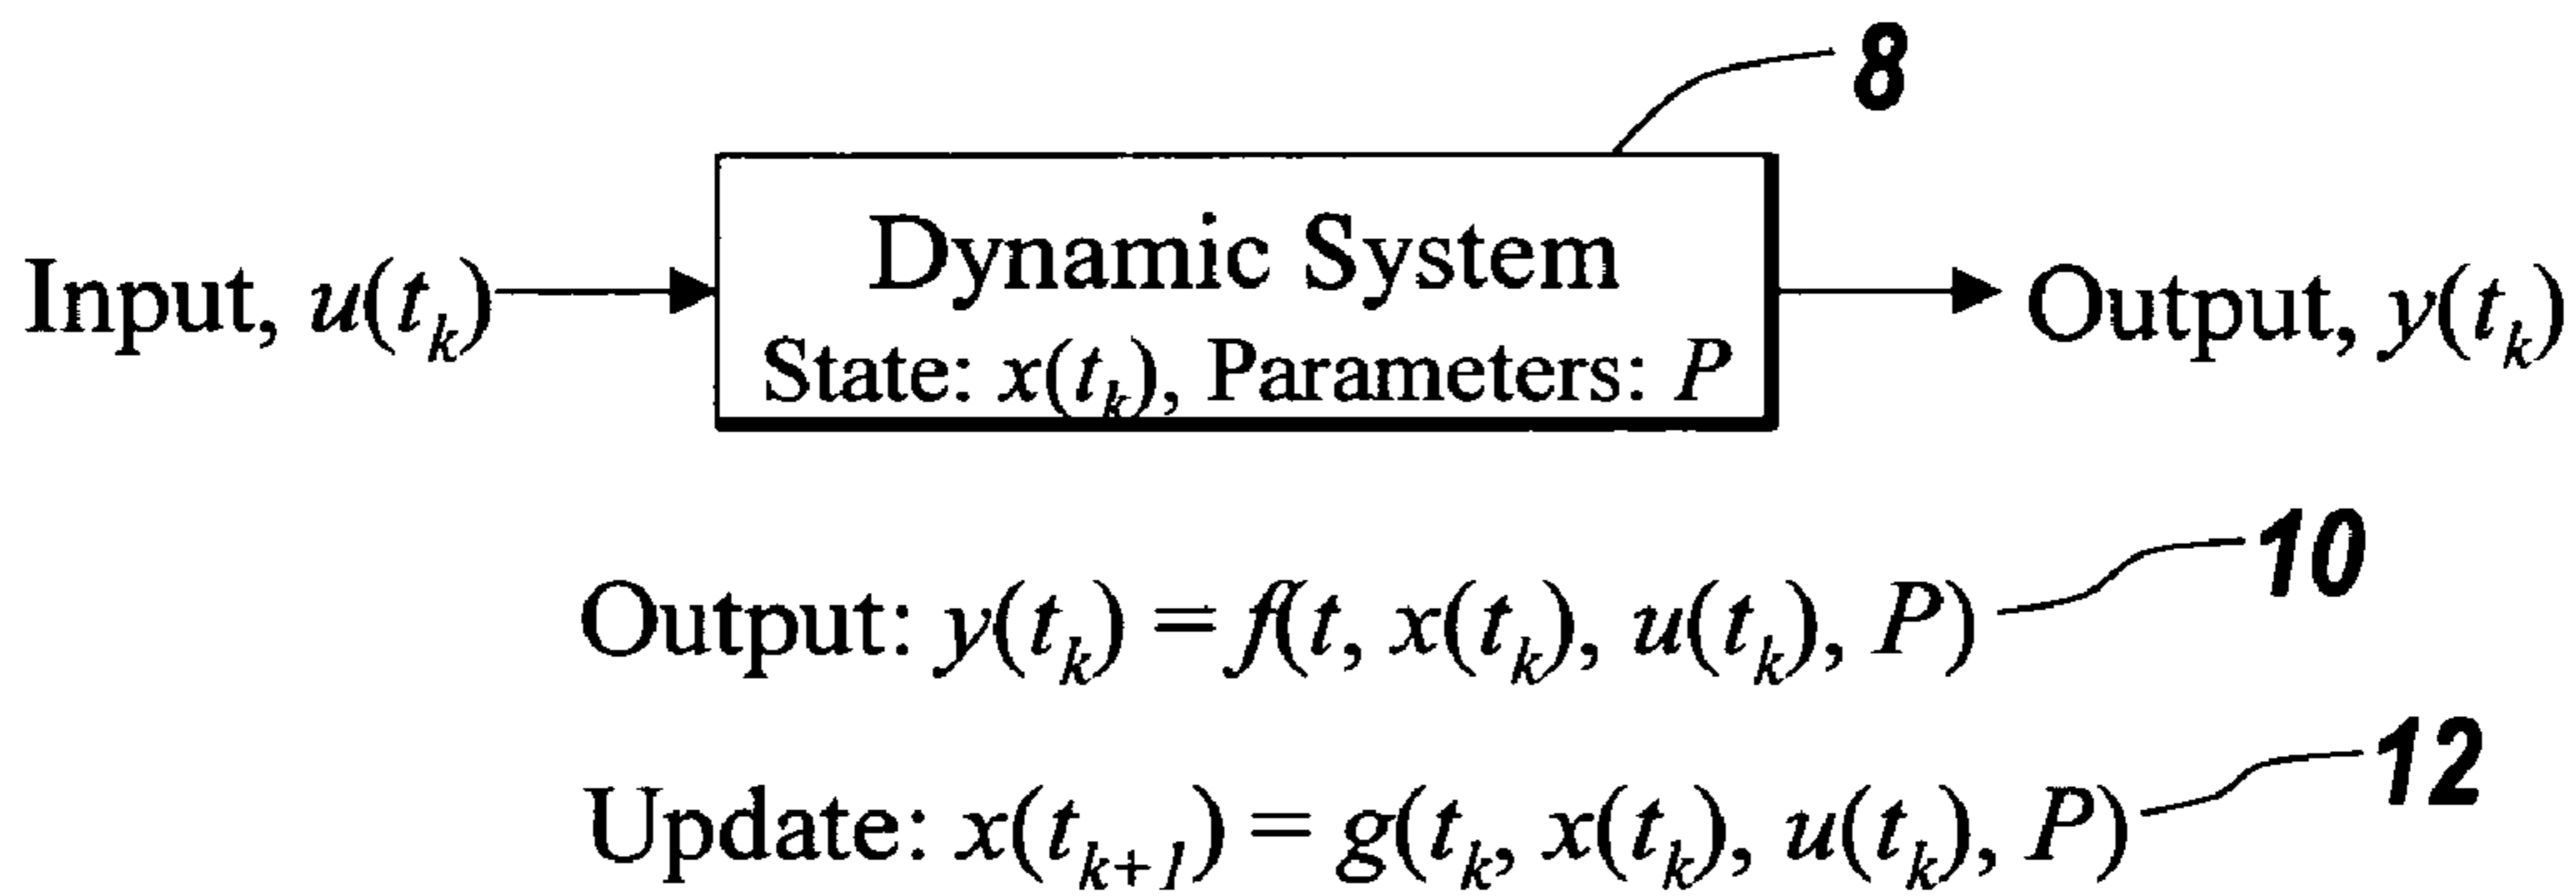 8
Dynamic System
Input, u(t_k)
Output, y(t_k)
State: x(t_k), Parameters: P
10
Output: y(t_k) = f(t, x(t_k), u(t_k), P)
12
Update: x(t_{k+1}) = g(t_k, x(t_k), u(t_k), P)